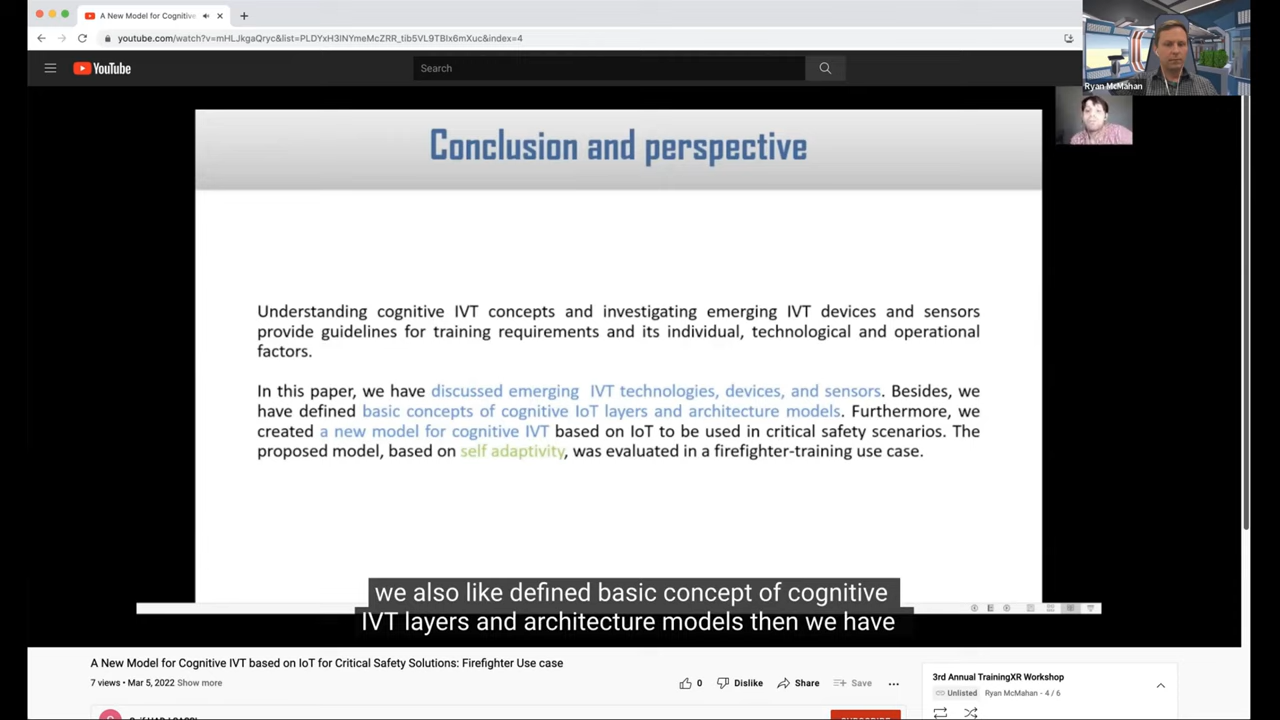 A New Model for Cognitive
youtube.com/watch?v=mHLJkgaQryc&list=PLDYxH3lNYmeMcZRR_tib5VL9TBlx6mXuc&index=4
YouTube
Search
Ryan McMahan
Conclusion and perspective
Understanding cognitive IVT concepts and investigating emerging IVT devices and sensors
provide guidelines for training requirements and its individual, technological and operational
factors.
In this paper, we have discussed emerging IVT technologies, devices, and sensors. Besides, we
have defined basic concepts of cognitive IoT layers and architecture models. Furthermore, we
created a new model for cognitive IVT based on IoT to be used in critical safety scenarios. The
proposed model, based on self adaptivity, was evaluated in a firefighter-training use case.
we also like defined basic concept of cognitive
IVT layers and architecture models then we have
A New Model for Cognitive IVT based on IoT for Critical Safety Solutions: Firefighter Use case
7 views • Mar 5, 2022 Show more
0 Dislike Share Save
3rd Annual TrainingXR Workshop
Unlisted Ryan McMahan - 4 / 6